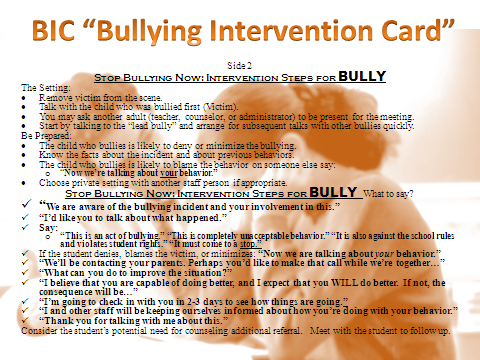 BIC “Bullying Intervention Card”
Side 2
Stop Bullying Now: Intervention Steps for BULLY
The Setting:
• Remove victim from the scene.
• Talk with the child who was bullied first (Victim).
• You may ask another adult (teacher, counselor, or administrator) to be present for the meeting.
• Start by talking to the “lead bully” and arrange for subsequent talks with other bullies quickly.
Be Prepared:
• The child who bullies is likely to deny or minimize the bullying.
• Know the facts about the incident and about previous behaviors.
• The child who bullies is likely to blame the behavior on someone else say:
o “Now we’re talking about your behavior.”
• Choose private setting with another staff person if appropriate.
Stop Bullying Now: Intervention Steps for BULLY What to say?
✓ “We are aware of the bullying incident and your involvement in this.”
✓ “I’d like you to talk about what happened.”
✓ Say:
o “This is an act of bullying.” “This is completely unacceptable behavior.” “It is also against the school rules
and violates student rights.” “It must come to a stop.”
✓ If the student denies, blames the victim, or minimizes: “Now we are talking about your behavior.”
✓ “We’ll be contacting your parents. Perhaps you’d like to make that call while we’re together…”
✓ “What can you do to improve the situation?”
✓ “I believe that you are capable of doing better, and I expect that you WILL do better. If not, the
consequence will be…”
✓ “I’m going to check in with you in 2-3 days to see how things are going.”
✓ “I and other staff will be keeping ourselves informed about how you’re doing with your behavior.”
✓ “Thank you for talking with me about this.”
Consider the student’s potential need for counseling additional referral. Meet with the student to follow up.